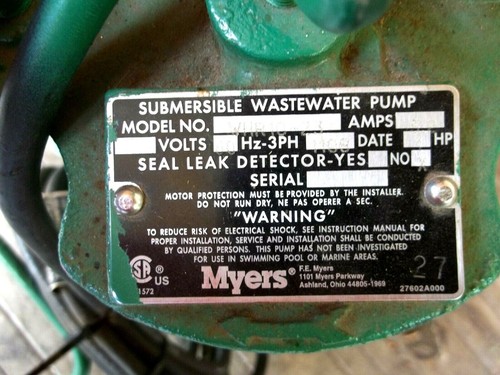 SUBMERSIBLE WASTEWATER PUMP
MODEL NO. AMPS
VOLTS Hz-3PH DATE HP
SEAL LEAK DETECTOR-YES NO
SERIAL
MOTOR PROTECTION MUST BE PROVIDED BY THE INSTALLER.
DO NOT RUN DRY, NE PAS OPERER A SEC.
"WARNING"
TO REDUCE RISK OF ELECTRICAL SHOCK, SEE INSTRUCTION MANUAL FOR
PROPER INSTALLATION, SERVICE AND INSTALLATION SHALL BE CONDUCTED
BY QUALIFIED PERSONS. THIS PUMP HAS NOT BEEN INVESTIGATED
FOR USE IN SWIMMING POOL OR MARINE AREAS.
27
US
Myers®
F.E. Myers
1101 Myers Parkway
Ashland, Ohio 44805-1969
1572
27602A000